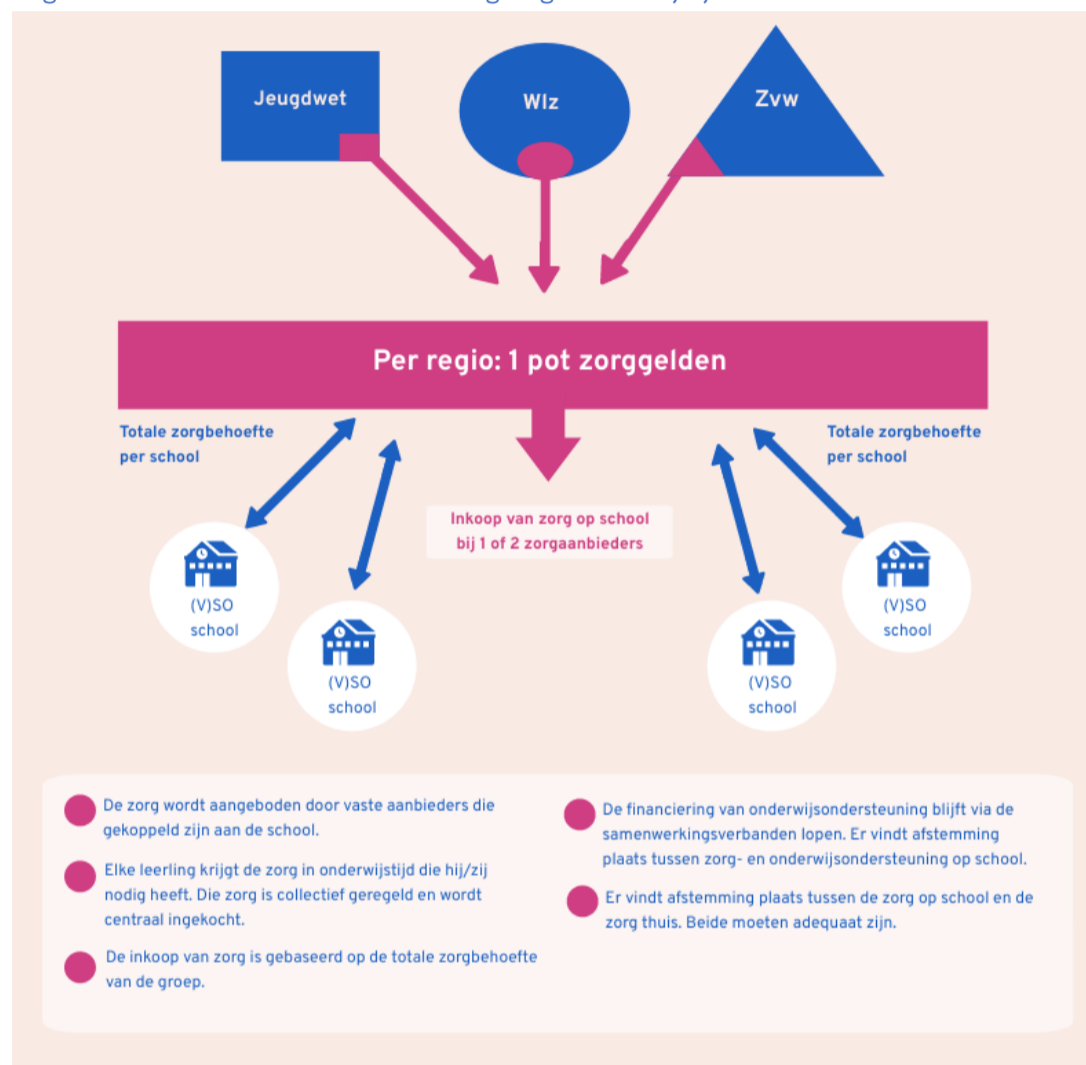 Jeugdwet
Wlz
Zvw
Per regio: 1 pot zorggelden
Totale zorgbehoefte
per school
Totale zorgbehoefte
per school
Inkoop van zorg op school
bij 1 of 2 zorgaanbieders
(V)SO
school
(V)SO
school
(V)SO
school
(V)SO
school
De zorg wordt aangeboden door vaste aanbieders die
gekoppeld zijn aan de school.
Elke leerling krijgt de zorg in onderwijstijd die hij/zij
nodig heeft. Die zorg is collectief geregeld en wordt
centraal ingekocht.
De inkoop van zorg is gebaseerd op de totale zorgbehoefte
van de groep.
De financiering van onderwijsondersteuning blijft via de
samenwerkingsverbanden lopen. Er vindt afstemming
plaats tussen zorg- en onderwijsondersteuning op school.
Er vindt afstemming plaats tussen de zorg op school en de
zorg thuis. Beide moeten adequaat zijn.